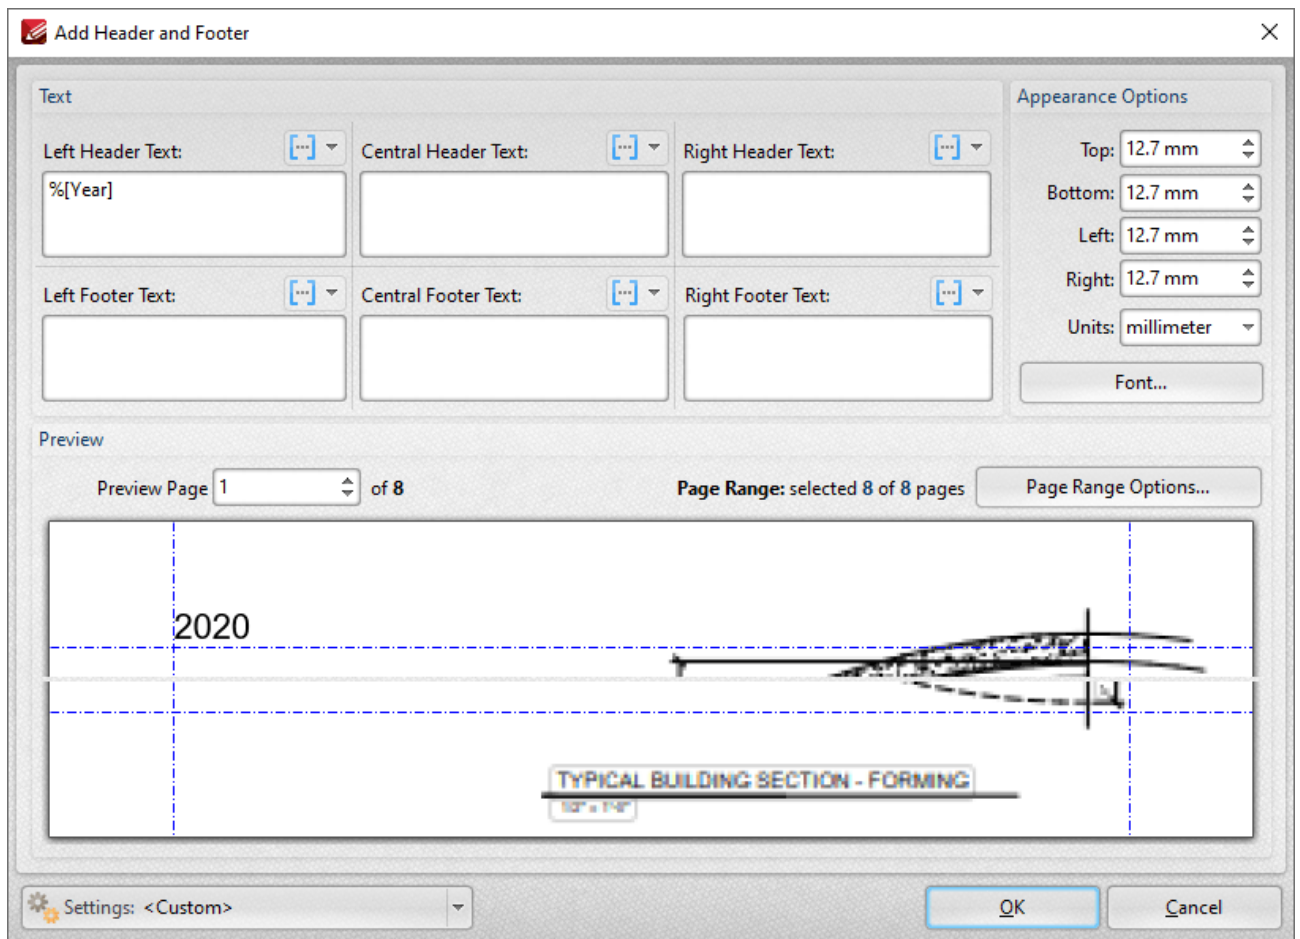 Add Header and Footer
Text
Appearance Options
Left Header Text:
Central Header Text:
Right Header Text:
%[Year]
Left Footer Text:
Central Footer Text:
Right Footer Text:
Top: 12.7 mm
Bottom: 12.7 mm
Left: 12.7 mm
Right: 12.7 mm
Units: millimeter
Font...
Preview
Preview Page 1 of 8
Page Range: selected 8 of 8 pages
Page Range Options...
2020
TYPICAL BUILDING SECTION - FORMING
Settings: <Custom>
OK
Cancel